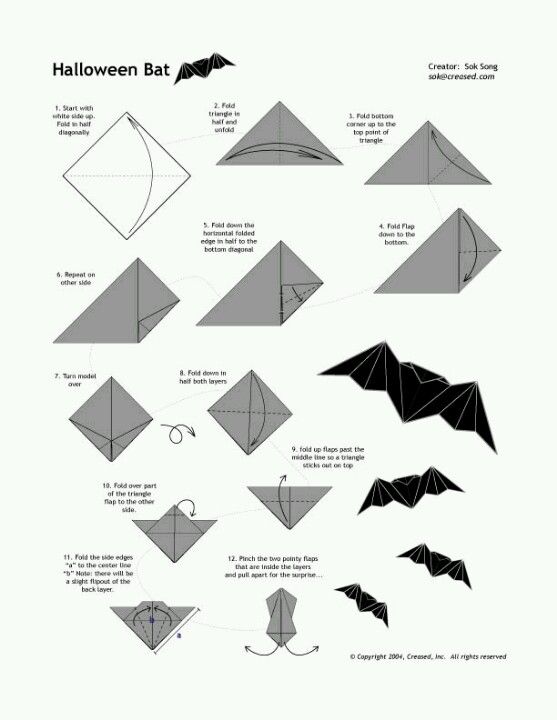 Halloween Bat
Creator: Sok Song
sok@creased.com
1. Start with
white side up.
Fold in half
diagonally
2. Fold
triangle in
half and
unfold
3. Fold bottom
corner up to the
top point of
triangle
4. Fold Flap
down to the
bottom.
5. Fold down the
horizontal folded
edge in half to the
bottom diagonal
6. Repeat on
other side
7. Turn model
over
8. Fold down in
half both layers
9. fold up flaps past the
middle line so a triangle
sticks out on top
10. Fold over part
of the triangle
flap to the other
side.
11. Fold the side edges
"a" to the center line
"b" Note: there will be
a slight flipout of the
back layer.
12. Pinch the two pointy flaps
that are inside the layers
and pull apart for the surprise...
b
a
© Copyright 2004, Creased, Inc. All rights reserved